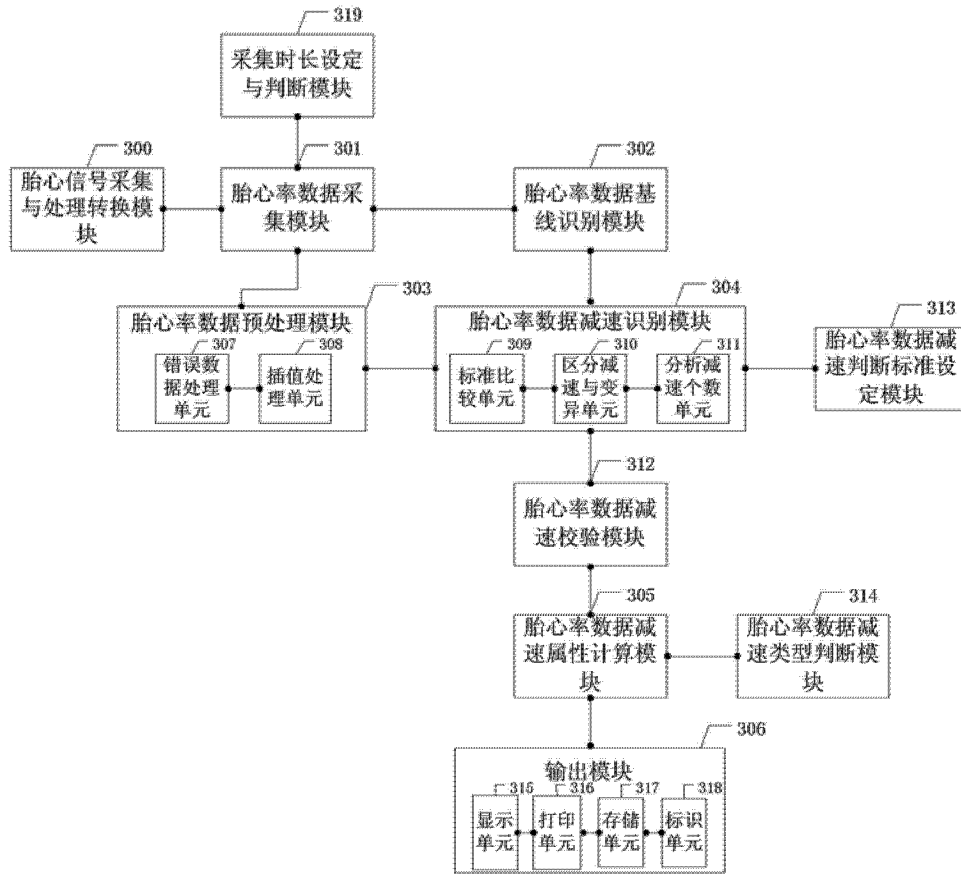 319
采集时长设定
与判断模块
300
301
302
胎心信号采集
与处理转换模
块
胎心率数据采
集模块
胎心率数据基
线识别模块
303
304
313
胎心率数据预处理模块
307
308
错误数
据处理
单元
插值处
理单元
胎心率数据减速识别模块
309
310
311
标准比
较单元
区分减
速与变
异单元
分析减
速个数
单元
胎心率数据减
速判断标准设
定模块
312
胎心率数据减
速校验模块
305
314
胎心率数据减
速属性计算模
块
胎心率数据减
速类型判断模
块
306
输出模块
315
316
317
318
显示
单元
打印
单元
存储
单元
标识
单元